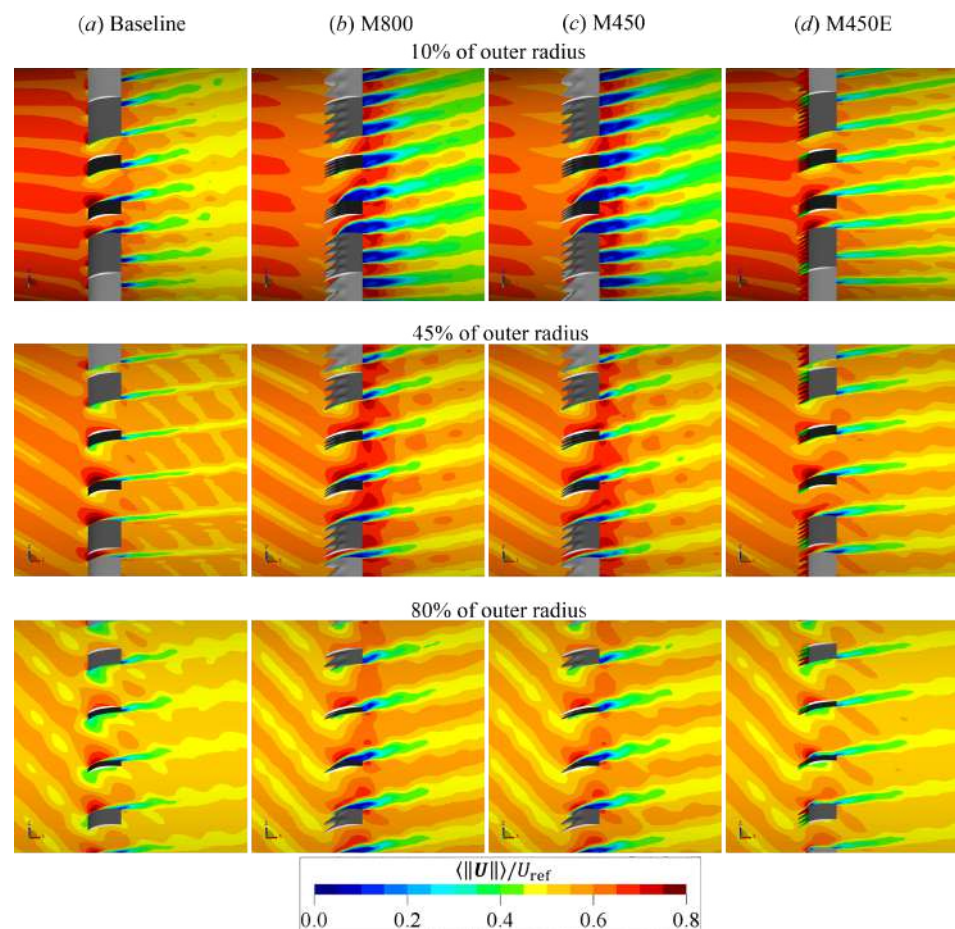 (a) Baseline (b) M800 (c) M450 (d) M450E
10% of outer radius
45% of outer radius
80% of outer radius
⟨‖U‖⟩/U_ref
0.0 0.2 0.4 0.6 0.8